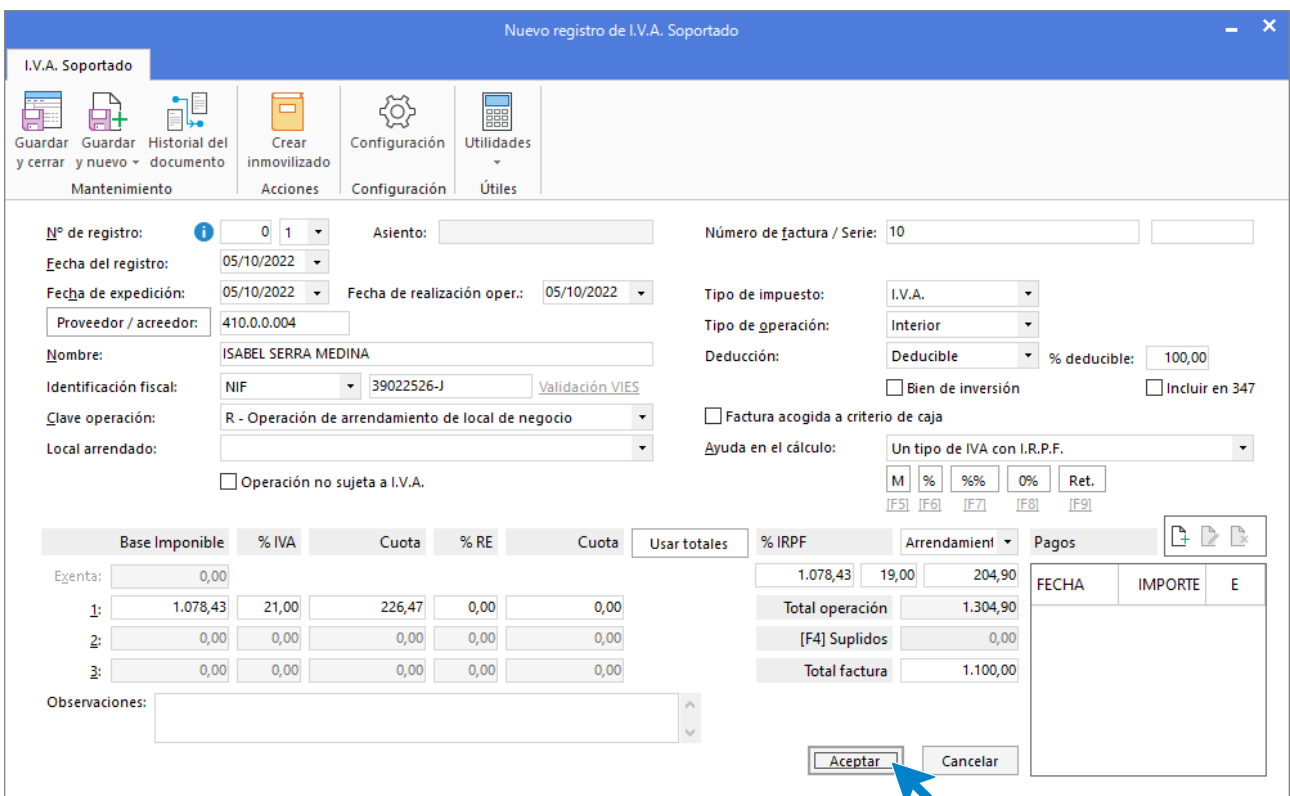 Nuevo registro de I.V.A. Soportado
I.V.A. Soportado
Guardar y cerrar
Guardar y nuevo
Historial del documento
Mantenimiento
Crear inmovilizado
Acciones
Configuración
Configuración
Utilidades
Útiles
Nº de registro: 0 1 Asiento: Número de factura / Serie: 10
Fecha del registro: 05/10/2022
Fecha de expedición: 05/10/2022 Fecha de realización oper.: 05/10/2022 Tipo de impuesto: I.V.A.
Proveedor / acreedor: 410.0.0.004 Tipo de operación: Interior
Nombre: ISABEL SERRA MEDINA Deducción: Deducible % deducible: 100,00
Identificación fiscal: NIF 39022526-J Validación VIES Bien de inversión Incluir en 347
Clave operación: R - Operación de arrendamiento de local de negocio Factura acogida a criterio de caja
Local arrendado: Ayuda en el cálculo: Un tipo de IVA con I.R.P.F.
Operación no sujeta a I.V.A. M % %% 0% Ret.
[F5] [F6] [F7] [F8] [F9]
Base Imponible % IVA Cuota % RE Cuota Usar totales % IRPF Arrendamient Pagos
Exenta: 0,00 1.078,43 19,00 204,90 FECHA IMPORTE E
1: 1.078,43 21,00 226,47 0,00 0,00 Total operación 1.304,90
2: 0,00 0,00 0,00 0,00 0,00 [F4] Suplidos 0,00
3: 0,00 0,00 0,00 0,00 0,00 Total factura 1.100,00
Observaciones:
Aceptar Cancelar